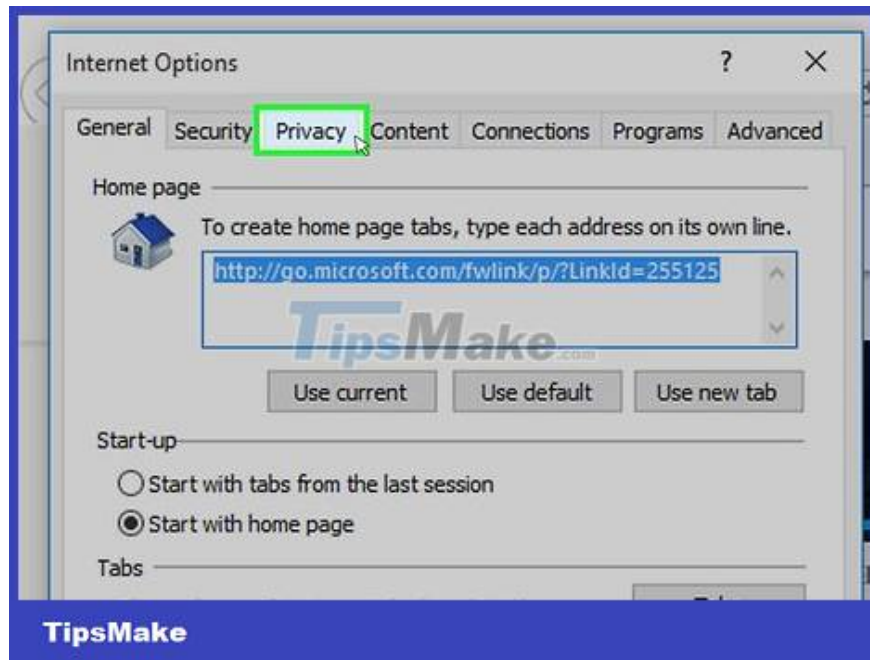 Internet Options ?
General Security Privacy Content Connections Programs Advanced
Home page
To create home page tabs, type each address on its own line.
http://go.microsoft.com/fwlink/p/?LinkId=255125
TipsMake.com
Use current Use default Use new tab
Start-up
Start with tabs from the last session
Start with home page
Tabs
TipsMake